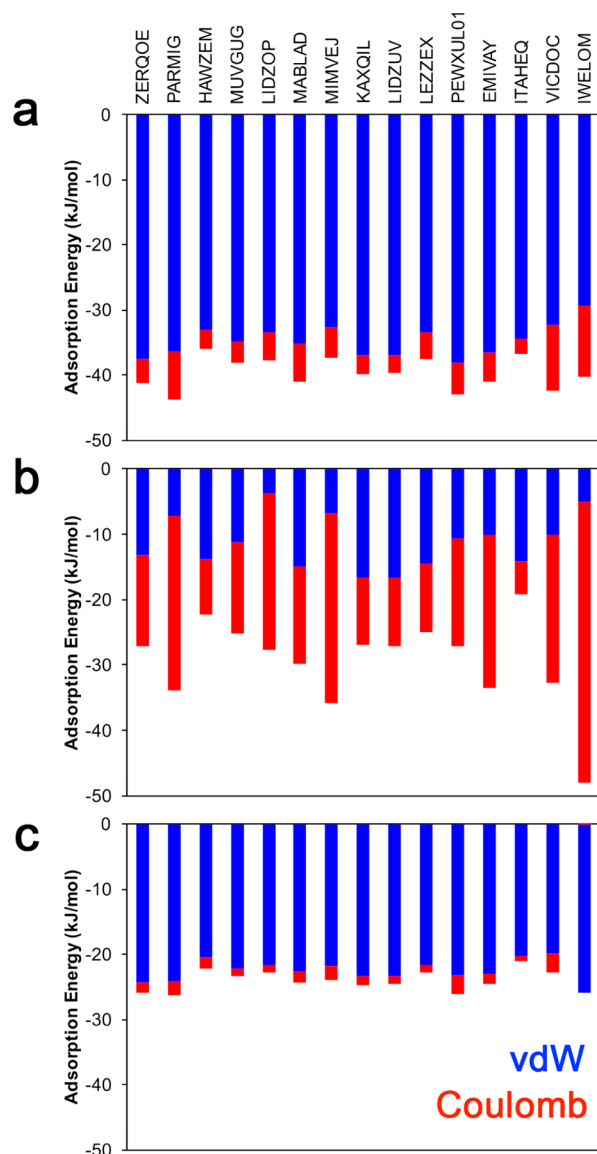 ZERQOE
PARMIG
HAWZEM
MUVGUG
LIDZOP
MABLAD
MIMVEJ
KAXQIL
LIDZUV
LEZZEX
PEWXUL01
EMIVAY
ITAHEQ
VICDOC
IWELOM
a
Adsorption Energy (kJ/mol)
0
-10
-20
-30
-40
-50
b
Adsorption Energy (kJ/mol)
0
-10
-20
-30
-40
-50
c
Adsorption Energy (kJ/mol)
0
-10
-20
-30
-40
-50
vdW
Coulomb